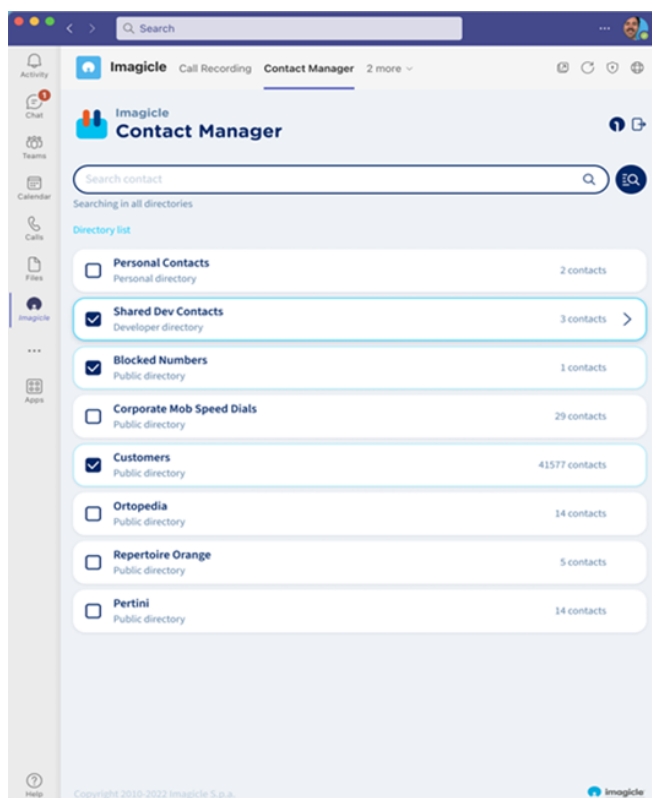 Search
Activity
Chat
1
Teams
Calendar
Calls
Files
Imagicle
Apps
Help
Imagicle Call Recording Contact Manager 2 more
Imagicle
Contact Manager
Search contact
Searching in all directories
Directory list
Personal Contacts
Personal directory
2 contacts
Shared Dev Contacts
Developer directory
3 contacts
Blocked Numbers
Public directory
1 contacts
Corporate Mob Speed Dials
Public directory
29 contacts
Customers
Public directory
41577 contacts
Ortopedia
Public directory
14 contacts
Repertoire Orange
Public directory
5 contacts
Pertini
Public directory
14 contacts
Copyright 2010-2022 Imagicle S.p.a.
imagicle